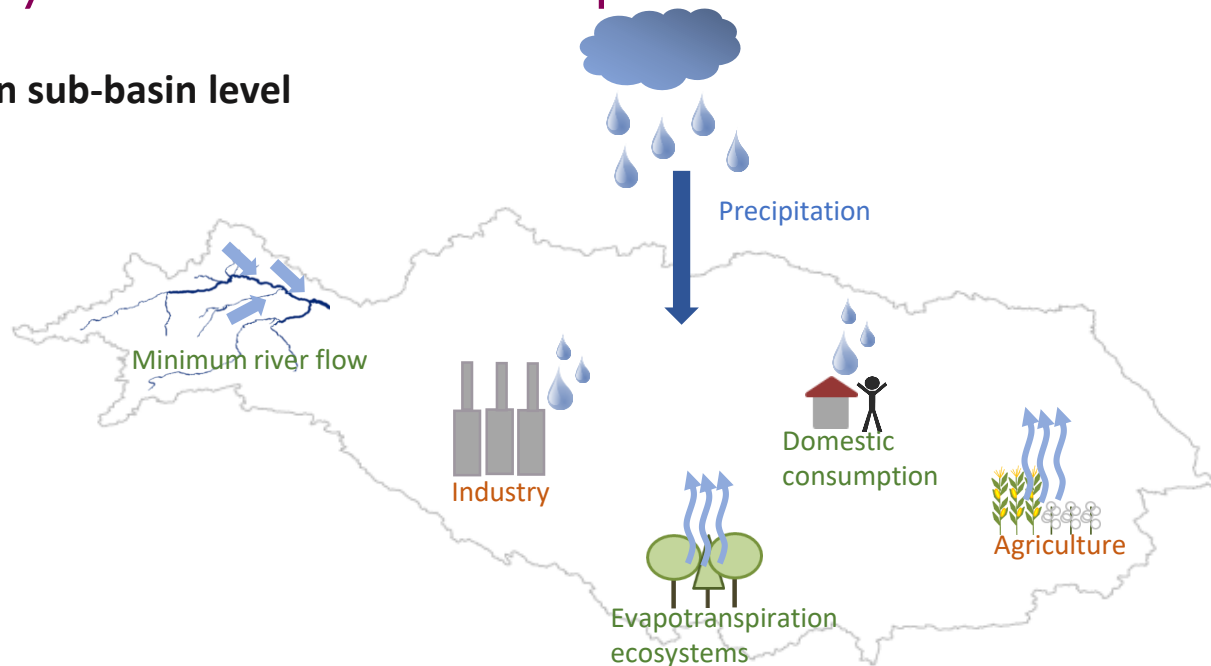 n sub-basin level
Precipitation
Minimum river flow
Industry
Domestic
consumption
Agriculture
Evapotranspiration
ecosystems